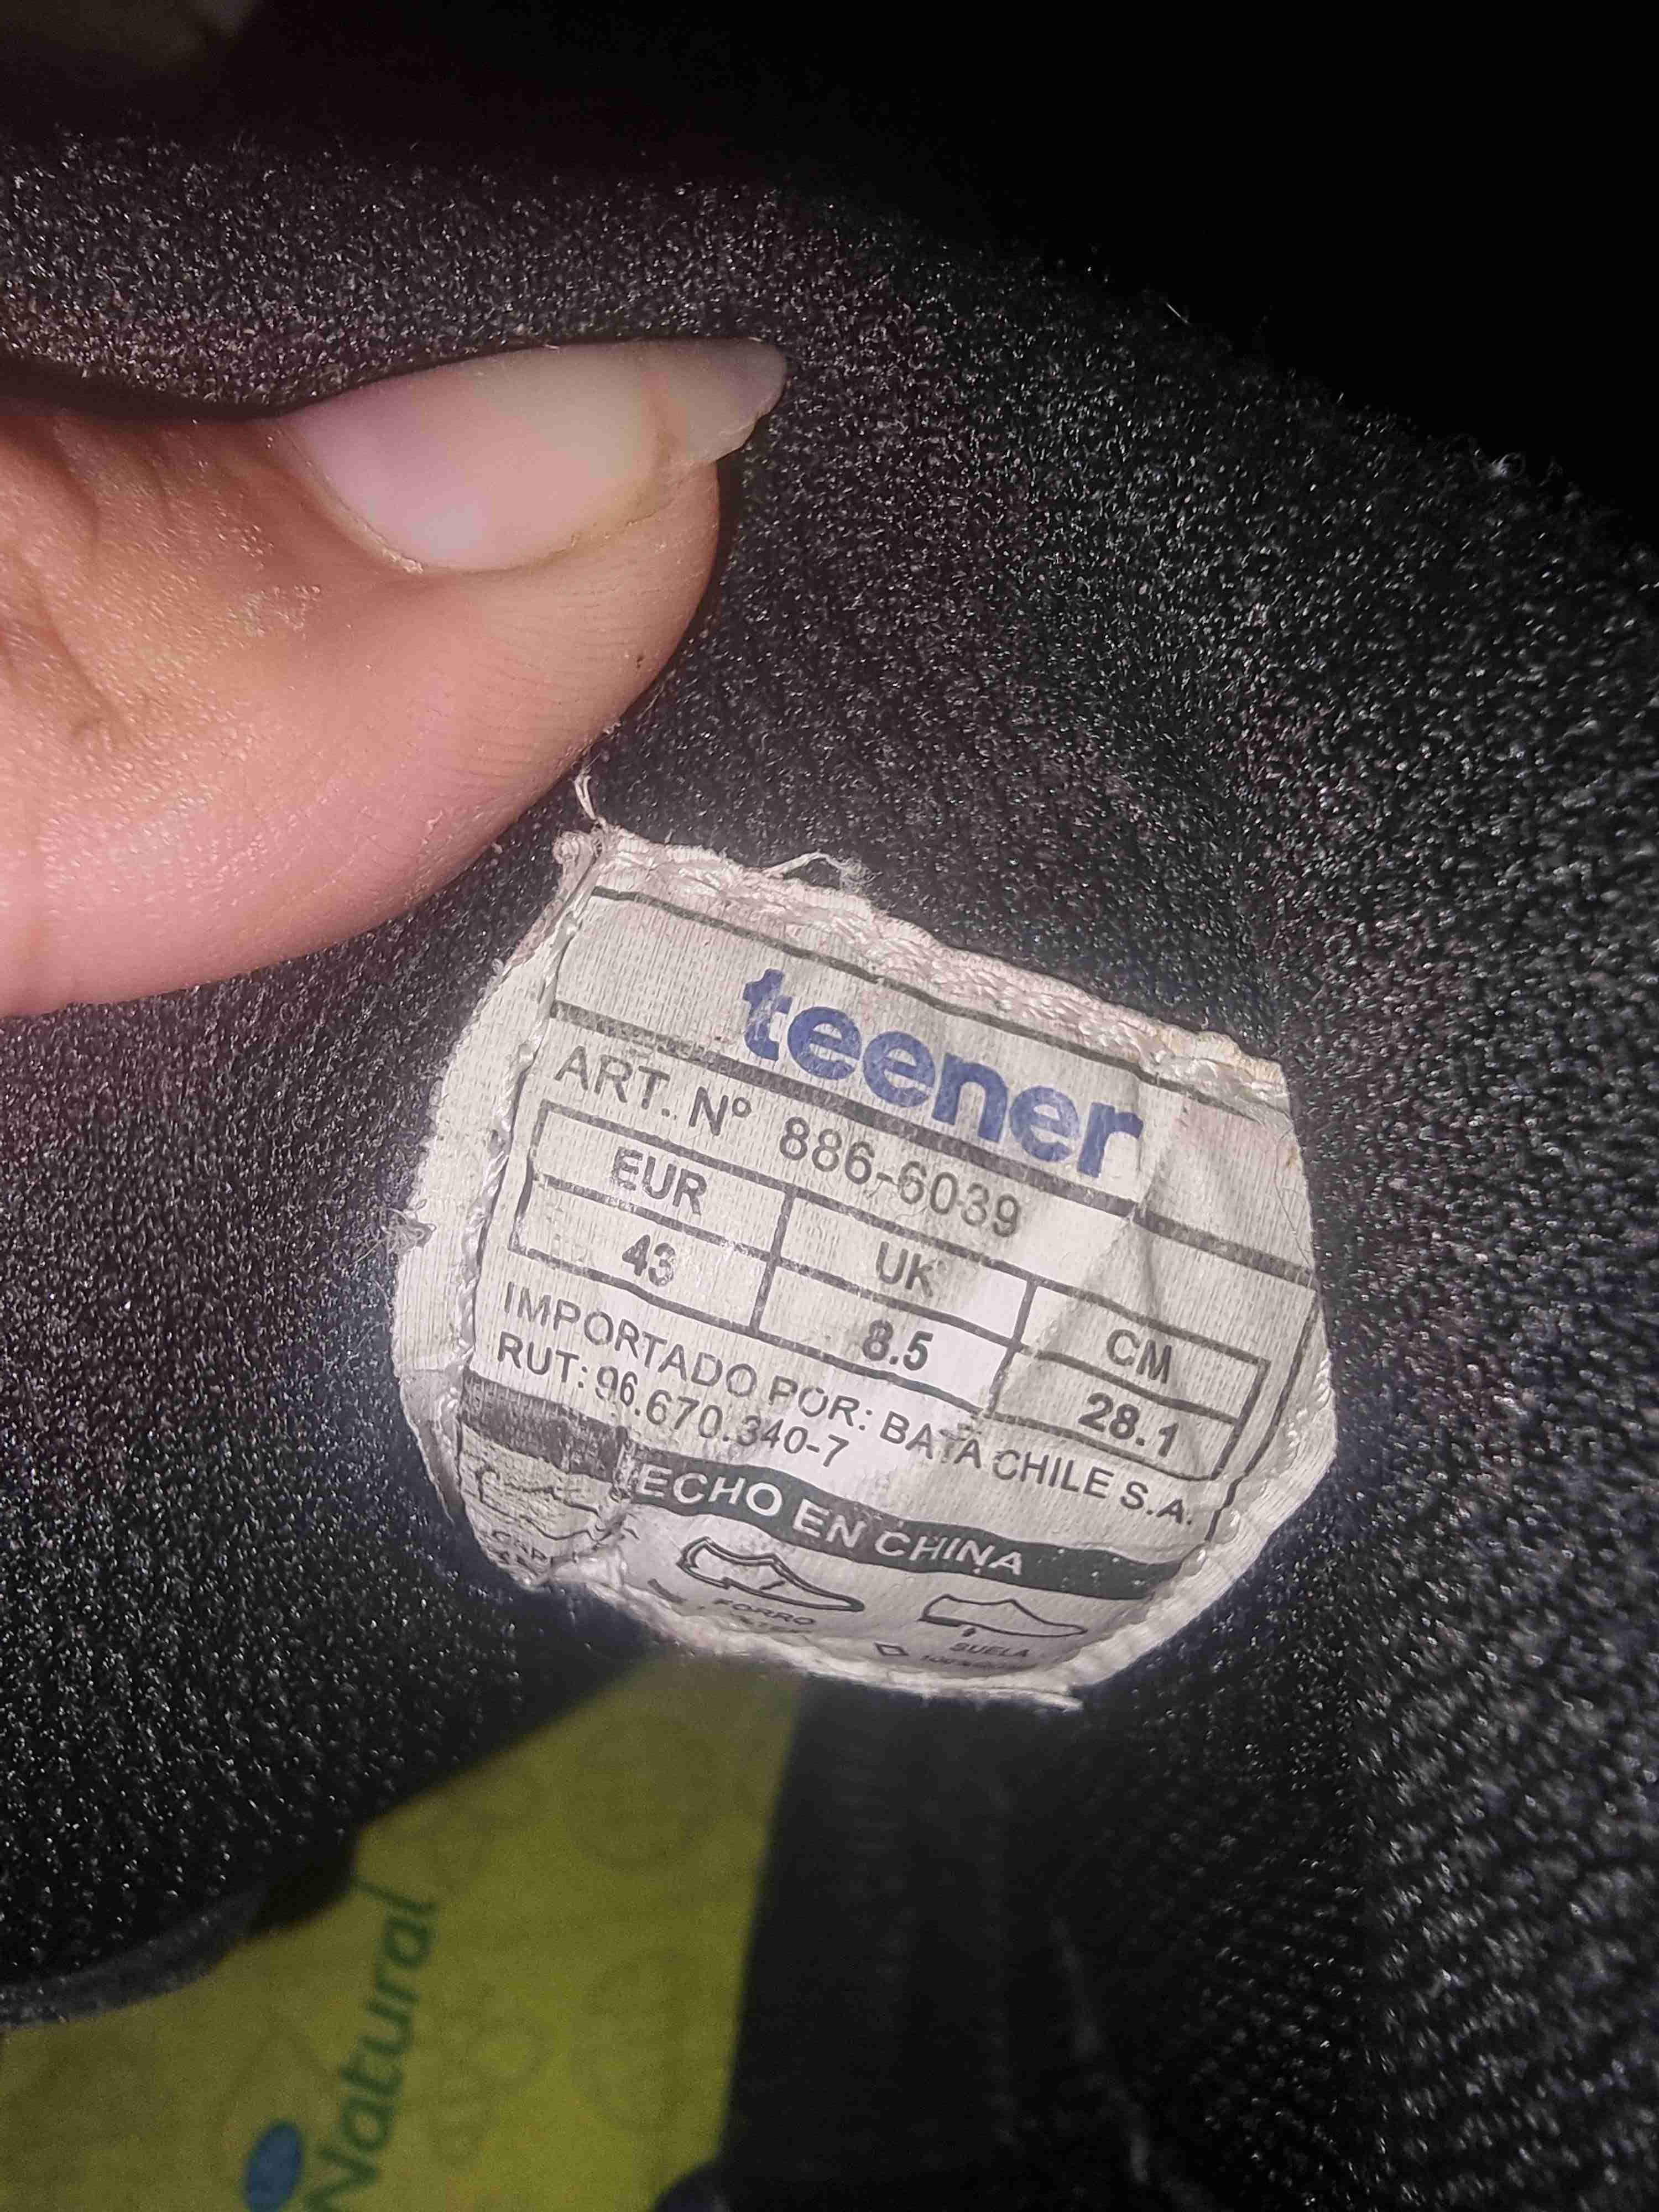 teener
ART. Nº 886-6039
EUR UK CM
43 8.5 28.1
IMPORTADO POR: BATA CHILE S.A.
RUT: 96.670.340-7
ECHO EN CHINA
FORRO SUELA
Natural